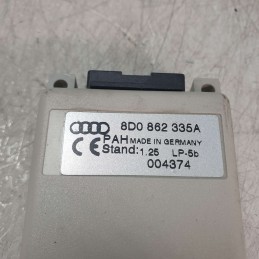 8D0 862 335A
PAH MADE IN GERMANY
Stand: 1.25 LP-5b
004374